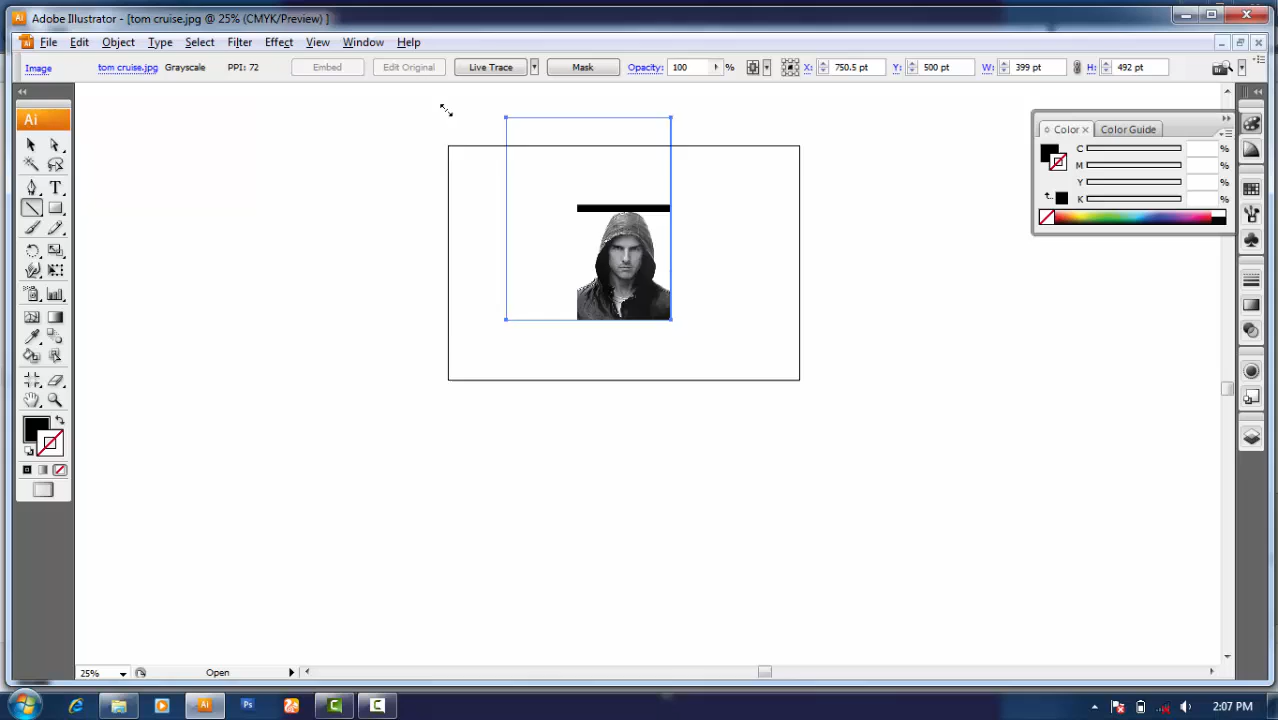 Adobe Illustrator - [tom cruise.jpg @ 25% (CMYK/Preview) ]
File Edit Object Type Select Filter Effect View Window Help
Image tom cruise.jpg Grayscale PPI: 72 Embed Edit Original Live Trace Mask Opacity: 100 % X: 750.5 pt Y: 500 pt W: 399 pt H: 492 pt
Ai
Color Color Guide
C %
M %
Y %
K %
25% Open
2:07 PM